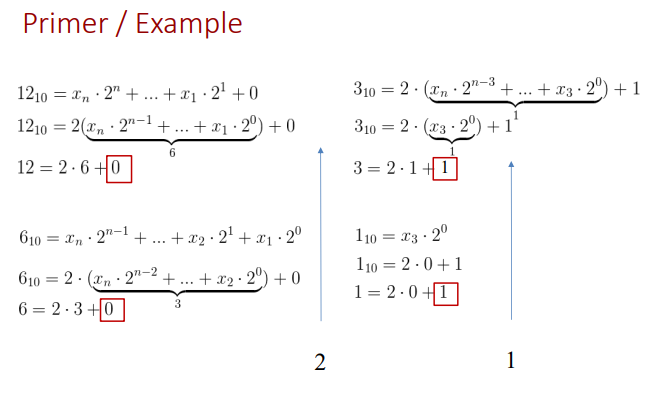 Primer / Example
12₁₀ = xₙ · 2ⁿ + ... + x₁ · 2¹ + 0
12₁₀ = 2(xₙ · 2ⁿ⁻¹ + ... + x₁ · 2⁰) + 0
6
12 = 2 · 6 + 0
6₁₀ = xₙ · 2ⁿ⁻¹ + ... + x₂ · 2¹ + x₁ · 2⁰
6₁₀ = 2 · (xₙ · 2ⁿ⁻² + ... + x₂ · 2⁰) + 0
3
6 = 2 · 3 + 0
2
3₁₀ = 2 · (xₙ · 2ⁿ⁻³ + ... + x₃ · 2⁰) + 1
1
3₁₀ = 2 · (x₃ · 2⁰) + 1
1
3 = 2 · 1 + 1
1₁₀ = x₃ · 2⁰
1₁₀ = 2 · 0 + 1
1 = 2 · 0 + 1
1